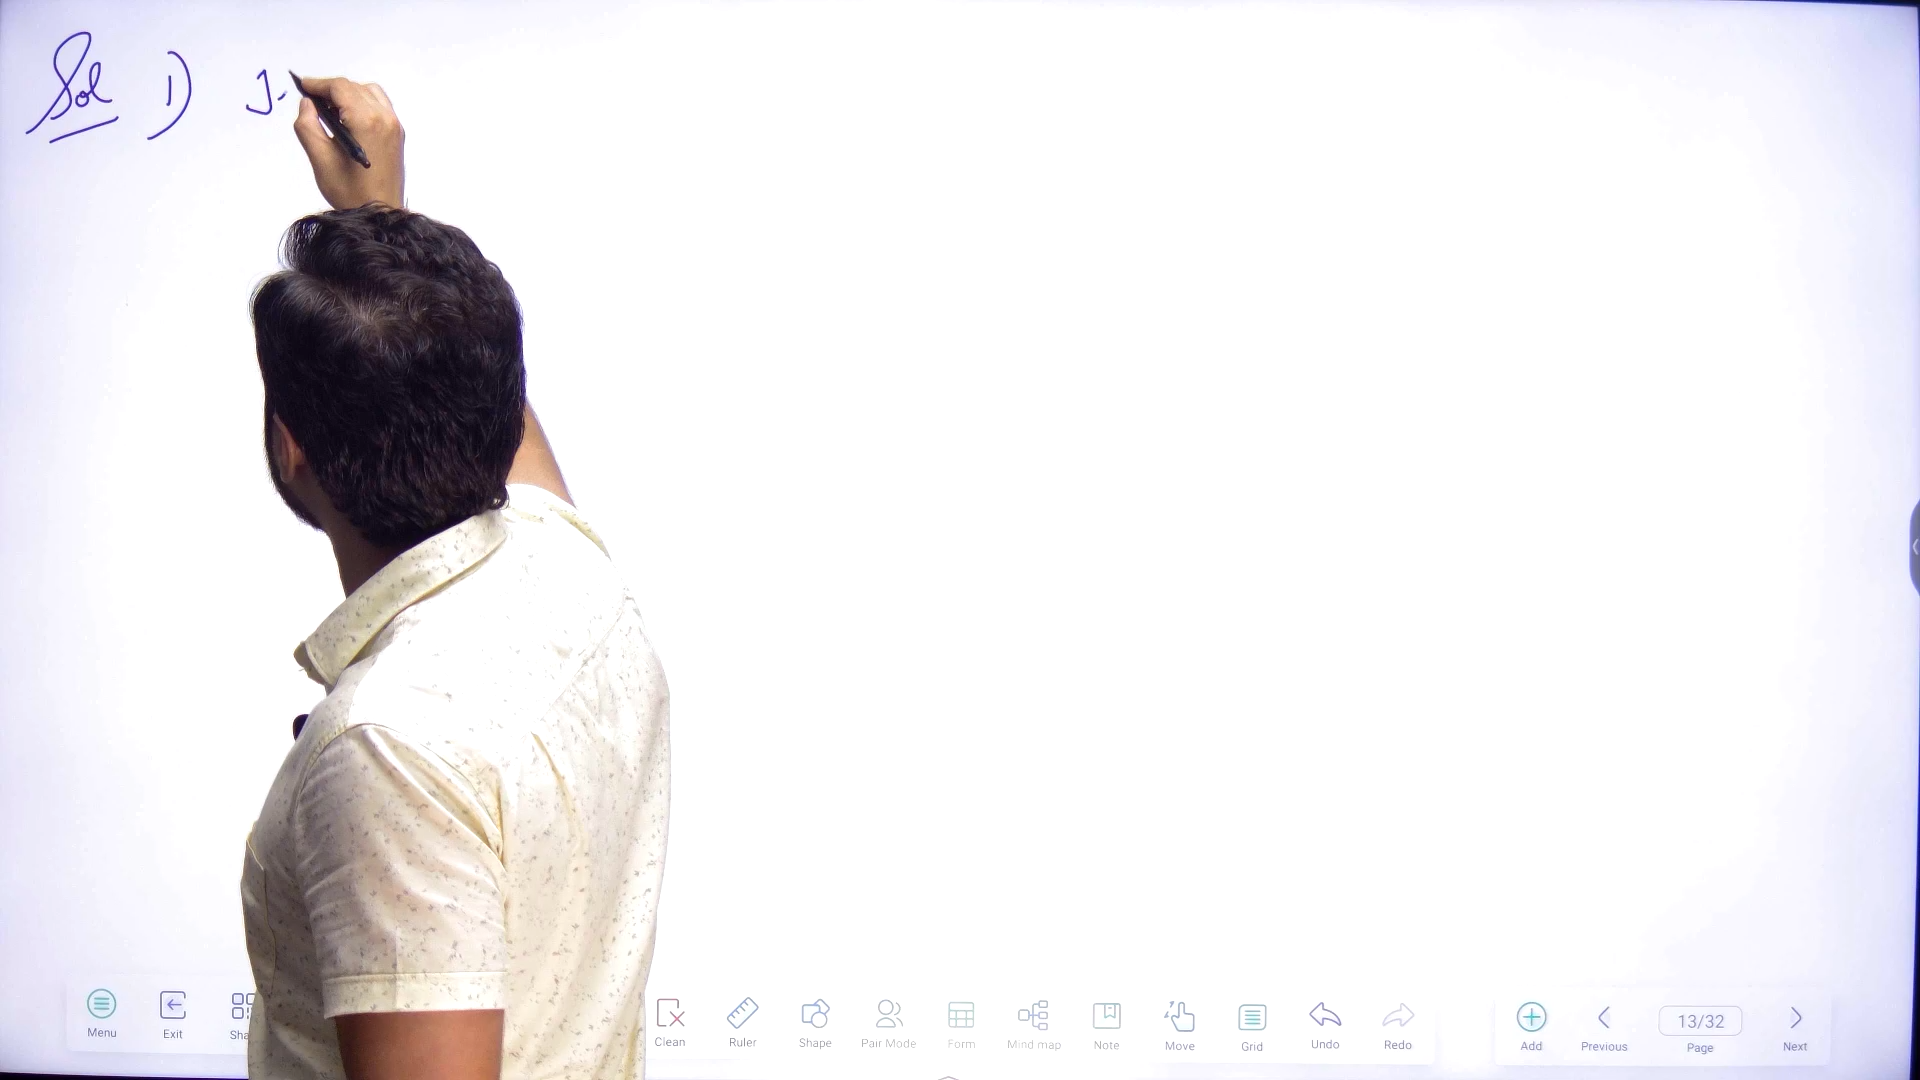 Sol 1) J-
Menu Exit Sha Clean Ruler Shape Pair Mode Form Mind map Note Move Grid Undo Redo Add Previous 13/32 Page Next